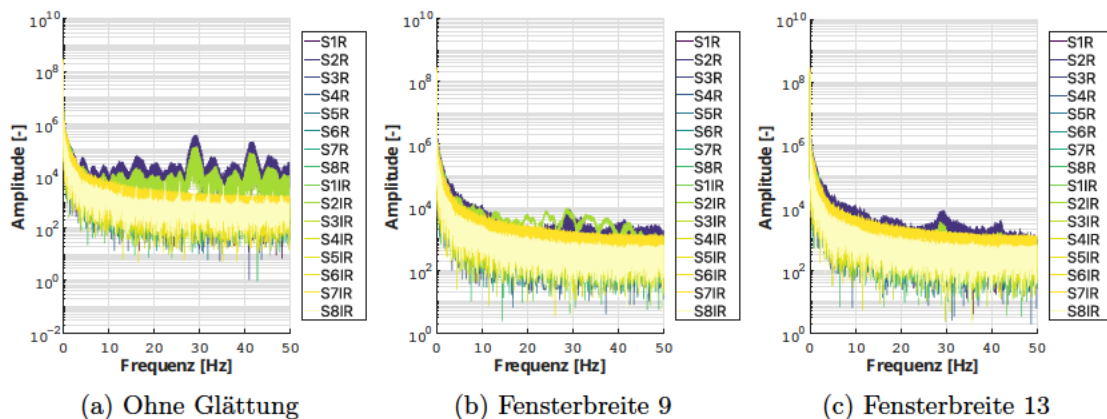 10^10
10^8
10^6
10^4
10^2
10^0
10^-2
Amplitude [-]
0 10 20 30 40 50
Frequenz [Hz]
S1R
S2R
S3R
S4R
S5R
S6R
S7R
S8R
S1IR
S2IR
S3IR
S4IR
S5IR
S6IR
S7IR
S8IR
(a) Ohne Glättung
10^10
10^8
10^6
10^4
10^2
10^0
Amplitude [-]
0 10 20 30 40 50
Frequenz [Hz]
S1R
S2R
S3R
S4R
S5R
S6R
S7R
S8R
S1IR
S2IR
S3IR
S4IR
S5IR
S6IR
S7IR
S8IR
(b) Fensterbreite 9
10^10
10^8
10^6
10^4
10^2
10^0
Amplitude [-]
0 10 20 30 40 50
Frequenz [Hz]
S1R
S2R
S3R
S4R
S5R
S6R
S7R
S8R
S1IR
S2IR
S3IR
S4IR
S5IR
S6IR
S7IR
S8IR
(c) Fensterbreite 13